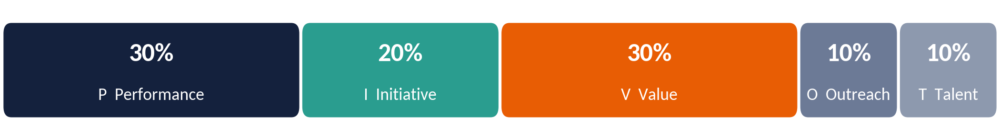 30%
P Performance
20%
I Initiative
30%
V Value
10%
O Outreach
10%
T Talent